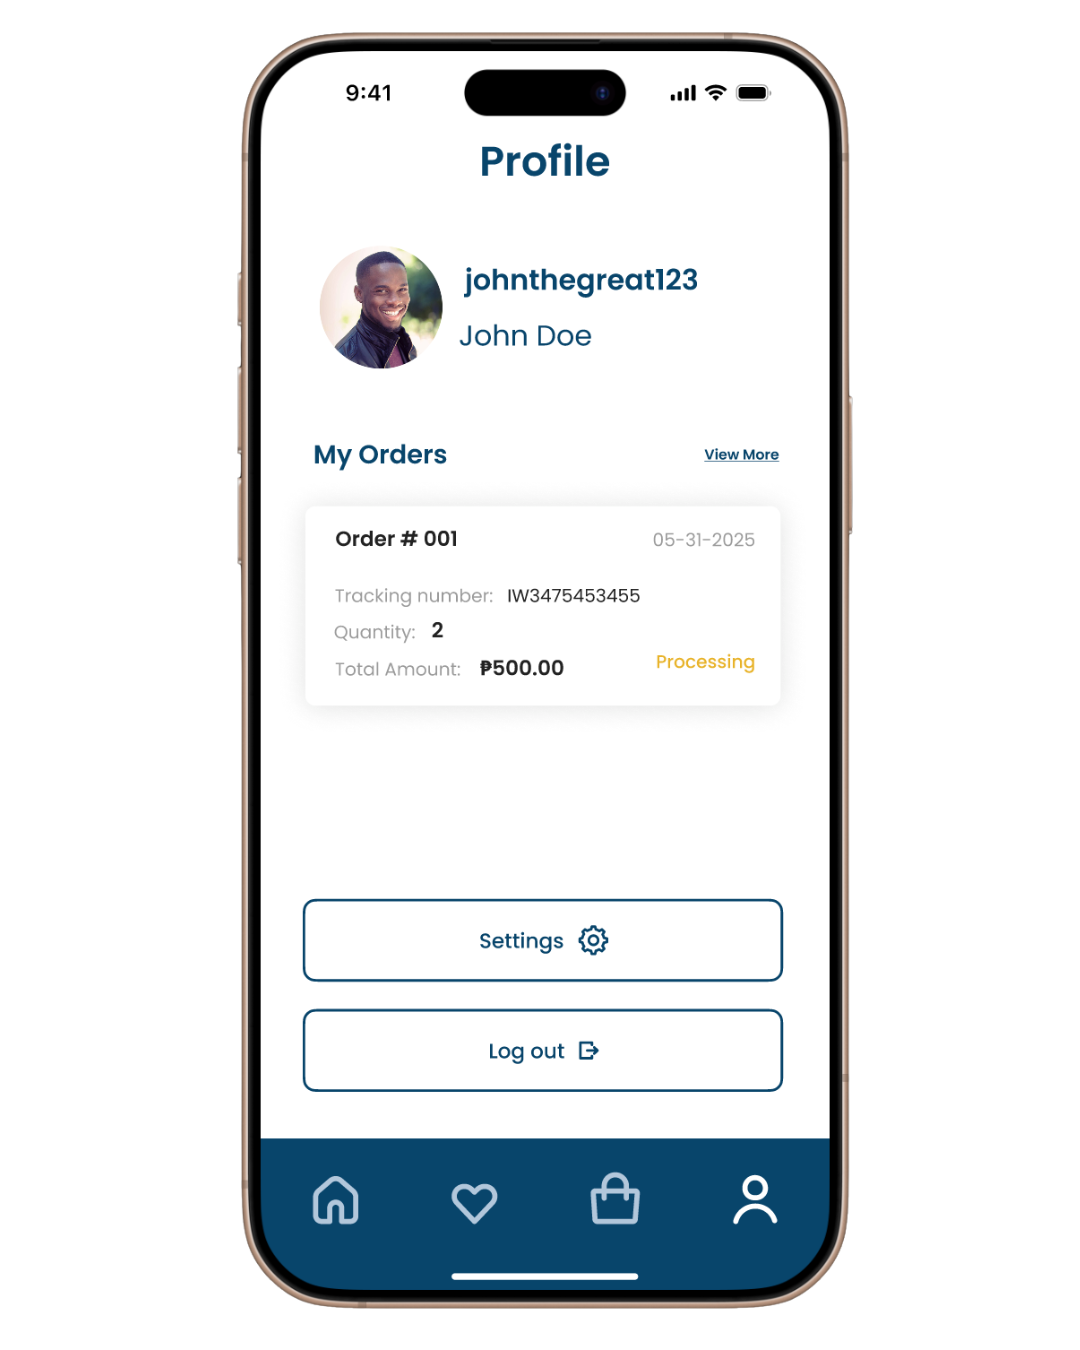 9:41
Profile
johnthegreat123
John Doe
My Orders
View More
Order # 001
05-31-2025
Tracking number: IW3475453455
Quantity: 2
Total Amount: ₱500.00
Processing
Settings
Log out